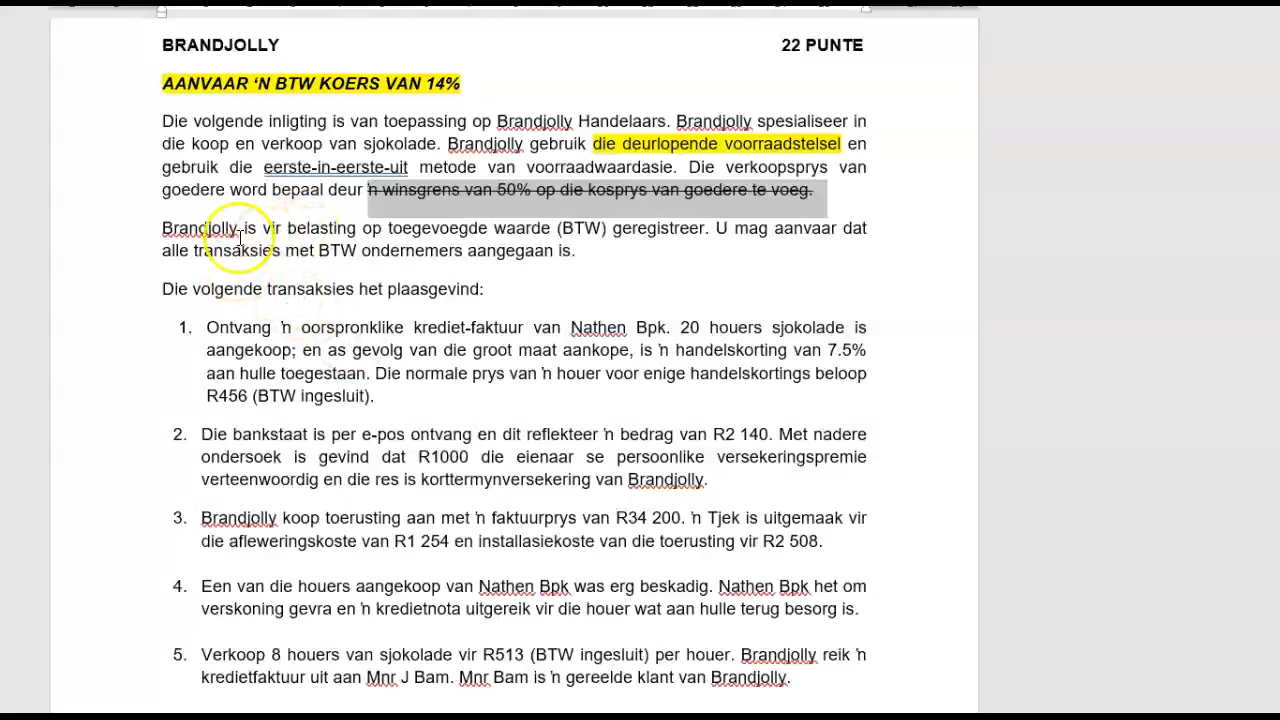 BRANDJOLLY 22 PUNTE
AANVAAR ‘N BTW KOERS VAN 14%
Die volgende inligting is van toepassing op Brandjolly Handelaars. Brandjolly spesialiseer in
die koop en verkoop van sjokolade. Brandjolly gebruik die deurlopende voorraadstelsel en
gebruik die eerste-in-eerste-uit metode van voorraadwaardasie. Die verkoopsprys van
goedere word bepaal deur ŉ winsgrens van 50% op die kosprys van goedere te voeg.
Brandjolly is vir belasting op toegevoegde waarde (BTW) geregistreer. U mag aanvaar dat
alle transaksies met BTW ondernemers aangegaan is.
Die volgende transaksies het plaasgevind:
1. Ontvang ŉ oorspronklike krediet-faktuur van Nathen Bpk. 20 houers sjokolade is
aangekoop; en as gevolg van die groot maat aankope, is ŉ handelskorting van 7.5%
aan hulle toegestaan. Die normale prys van ŉ houer voor enige handelskortings beloop
R456 (BTW ingesluit).
2. Die bankstaat is per e-pos ontvang en dit reflekteer ŉ bedrag van R2 140. Met nadere
ondersoek is gevind dat R1000 die eienaar se persoonlike versekeringspremie
verteenwoordig en die res is korttermynversekering van Brandjolly.
3. Brandjolly koop toerusting aan met ŉ faktuurprys van R34 200. ŉ Tjek is uitgemaak vir
die afleweringskoste van R1 254 en installasiekoste van die toerusting vir R2 508.
4. Een van die houers aangekoop van Nathen Bpk was erg beskadig. Nathen Bpk het om
verskoning gevra en ŉ kredietnota uitgereik vir die houer wat aan hulle terug besorg is.
5. Verkoop 8 houers van sjokolade vir R513 (BTW ingesluit) per houer. Brandjolly reik ŉ
kredietfaktuur uit aan Mnr J Bam. Mnr Bam is ŉ gereelde klant van Brandjolly.